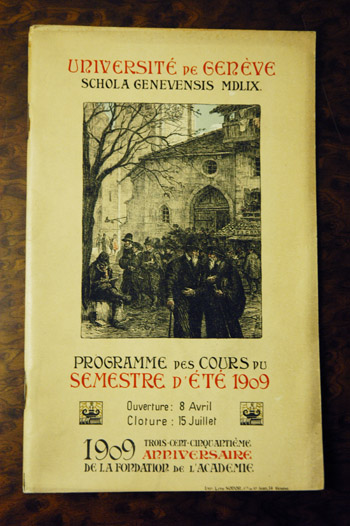 UNIVERSITÉ DE GENÈVE
SCHOLA GENEVENSIS MDLIX.
PROGRAMME DES COURS DU
SEMESTRE D'ÉTÉ 1909
Ouverture: 8 Avril
Cloture: 15 Juillet
1909 TROIS-CENT-CINQUANTIÈME
ANNIVERSAIRE
DE LA FONDATION DE L'ACADEMIE